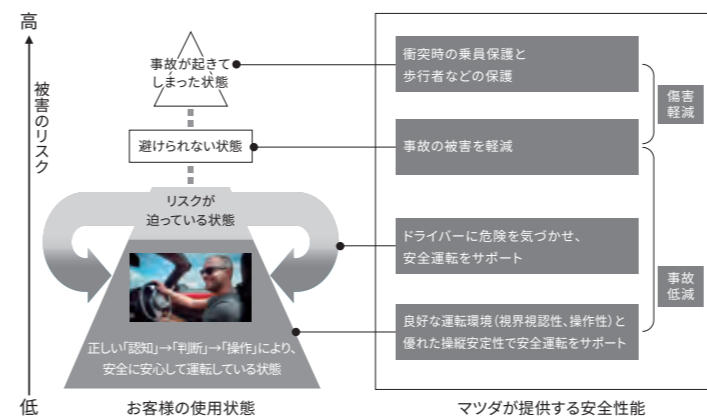 高
被害のリスク
低
事故が起きて
しまった状態
避けられない状態
リスクが
迫っている状態
正しい「認知」→「判断」→「操作」により、
安全に安心して運転している状態
お客様の使用状態
衝突時の乗員保護と
歩行者などの保護
事故の被害を軽減
ドライバーに危険を気づかせ、
安全運転をサポート
良好な運転環境(視界視認性、操作性)と
優れた操縦安定性で安全運転をサポート
傷害
軽減
事故
低減
マツダが提供する安全性能